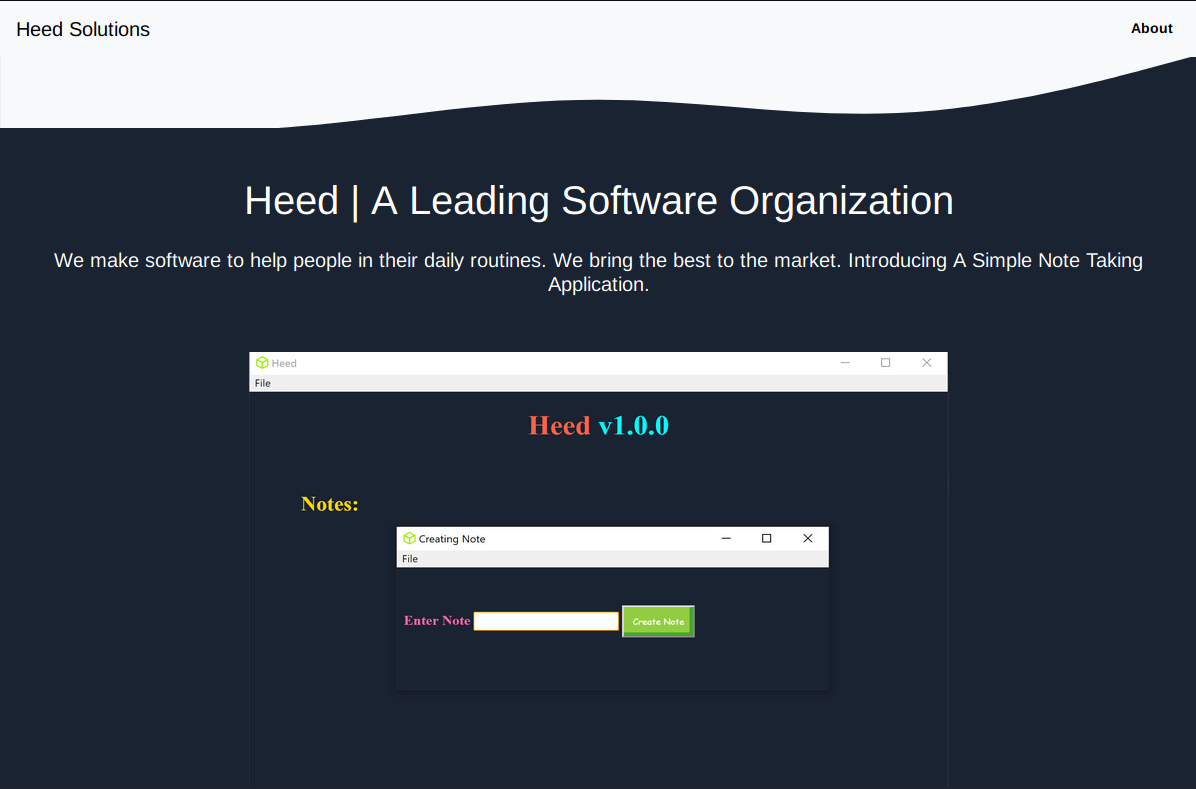 Heed Solutions
About
Heed | A Leading Software Organization
We make software to help people in their daily routines. We bring the best to the market. Introducing A Simple Note Taking
Application.
Heed
File
Heed v1.0.0
Notes:
Creating Note
File
Enter Note
Create Note